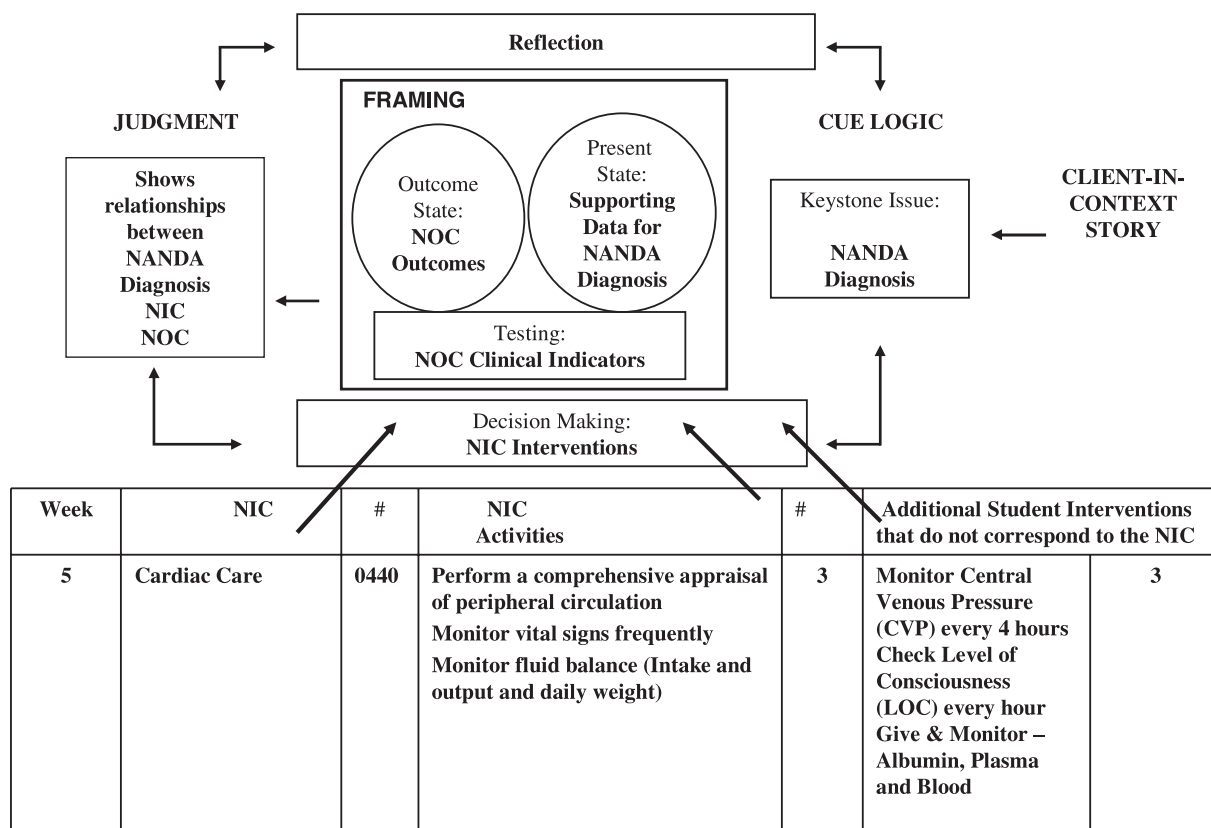 Reflection
FRAMING
JUDGMENT
CUE LOGIC
Shows
relationships
between
NANDA
Diagnosis
NIC
NOC
Outcome
State:
NOC
Outcomes
Present
State:
Supporting
Data for
NANDA
Diagnosis
Keystone Issue:
NANDA
Diagnosis
CLIENT-IN-
CONTEXT
STORY
Testing:
NOC Clinical Indicators
Decision Making:
NIC Interventions
Week
NIC
#
NIC
Activities
#
Additional Student Interventions
that do not correspond to the NIC
5
Cardiac Care
0440
Perform a comprehensive appraisal
of peripheral circulation
Monitor vital signs frequently
Monitor fluid balance (Intake and
output and daily weight)
3
Monitor Central
Venous Pressure
(CVP) every 4 hours
Check Level of
Consciousness
(LOC) every hour
Give & Monitor –
Albumin, Plasma
and Blood
3